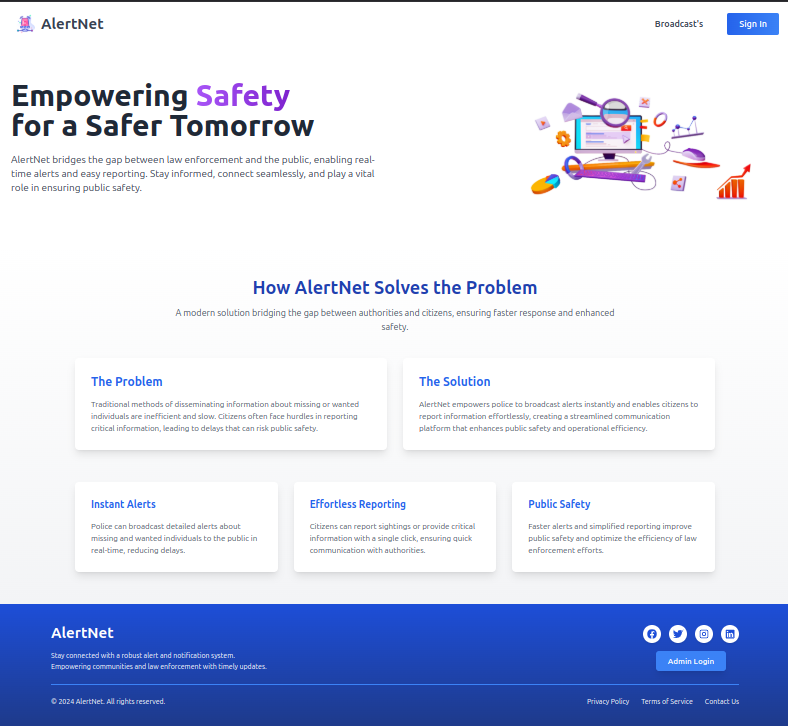 AlertNet
Broadcast's
Sign In
Empowering Safety
for a Safer Tomorrow
AlertNet bridges the gap between law enforcement and the public, enabling real-
time alerts and easy reporting. Stay informed, connect seamlessly, and play a vital
role in ensuring public safety.
How AlertNet Solves the Problem
A modern solution bridging the gap between authorities and citizens, ensuring faster response and enhanced
safety.
The Problem
Traditional methods of disseminating information about missing or wanted
individuals are inefficient and slow. Citizens often face hurdles in reporting
critical information, leading to delays that can risk public safety.
The Solution
AlertNet empowers police to broadcast alerts instantly and enables citizens to
report information effortlessly, creating a streamlined communication
platform that enhances public safety and operational efficiency.
Instant Alerts
Police can broadcast detailed alerts about
missing and wanted individuals to the public in
real-time, reducing delays.
Effortless Reporting
Citizens can report sightings or provide critical
information with a single click, ensuring quick
communication with authorities.
Public Safety
Faster alerts and simplified reporting improve
public safety and optimize the efficiency of law
enforcement efforts.
AlertNet
Stay connected with a robust alert and notification system.
Empowering communities and law enforcement with timely updates.
Admin Login
© 2024 AlertNet. All rights reserved.
Privacy Policy
Terms of Service
Contact Us